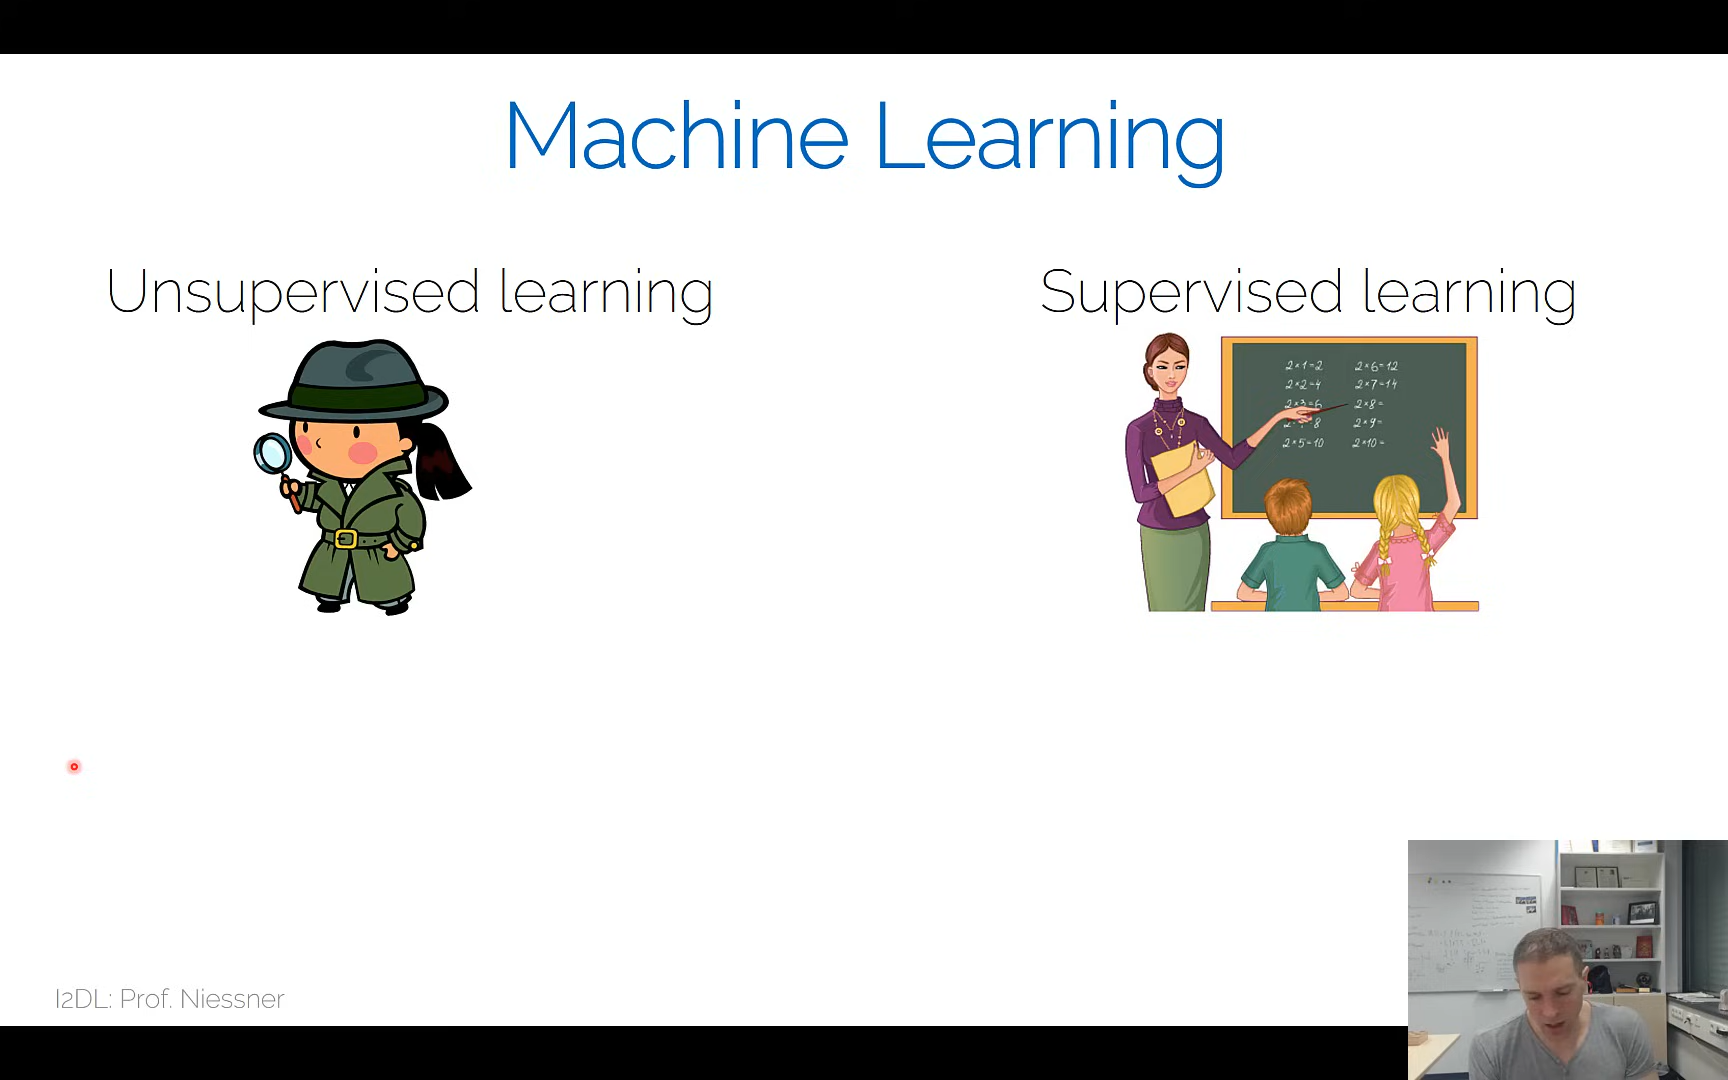 Machine Learning
Unsupervised learning
Supervised learning
2×1=2 2×6=12
2×2=4 2×7=14
2×3=6 2×8=
8 2×9=
2×5=10 2×10=
I2DL: Prof. Niessner